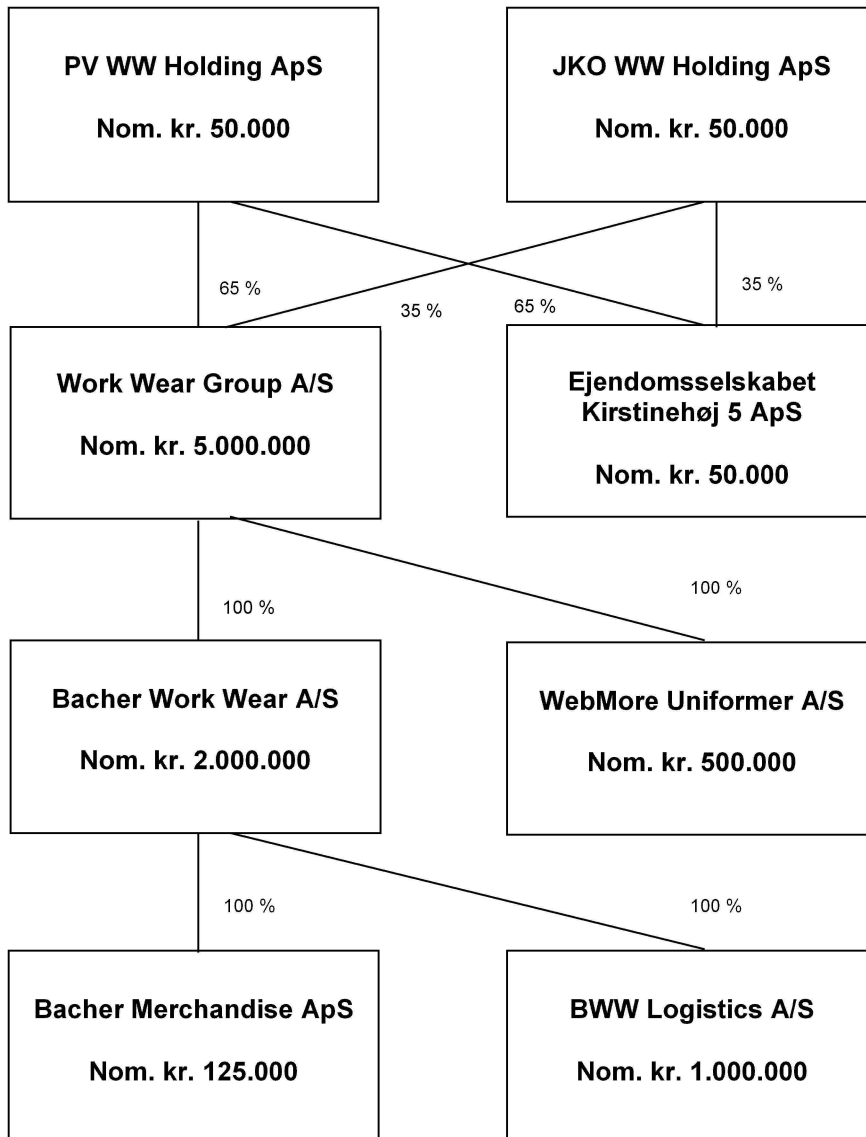 PV WW Holding ApS
Nom. kr. 50.000
JKO WW Holding ApS
Nom. kr. 50.000
65 %
35 %
65 %
35 %
Work Wear Group A/S
Nom. kr. 5.000.000
Ejendomsselskabet
Kirstinehøj 5 ApS
Nom. kr. 50.000
100 %
100 %
Bacher Work Wear A/S
Nom. kr. 2.000.000
WebMore Uniformer A/S
Nom. kr. 500.000
100 %
100 %
Bacher Merchandise ApS
Nom. kr. 125.000
BWW Logistics A/S
Nom. kr. 1.000.000